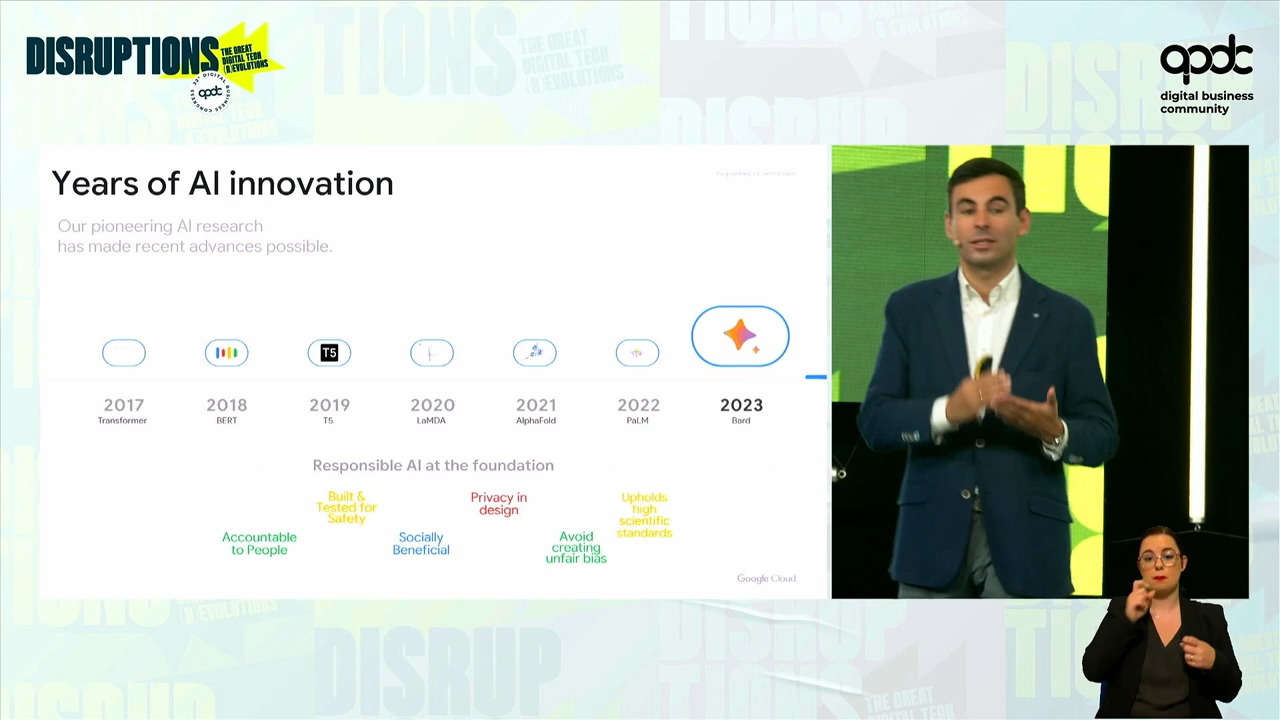 DISRUPTIONS
THE GREAT
DIGITAL TECH
(R)EVOLUTIONS
apdc
apdc
digital business
community
Years of AI innovation
Our pioneering AI research
has made recent advances possible.
T5
2017
Transformer
2018
BERT
2019
T5
2020
LaMDA
2021
AlphaFold
2022
PaLM
2023
Bard
Responsible AI at the foundation
Accountable
to People
Built &
Tested for
Safety
Socially
Beneficial
Privacy in
design
Avoid
creating
unfair bias
Upholds
high
scientific
standards
Google Cloud